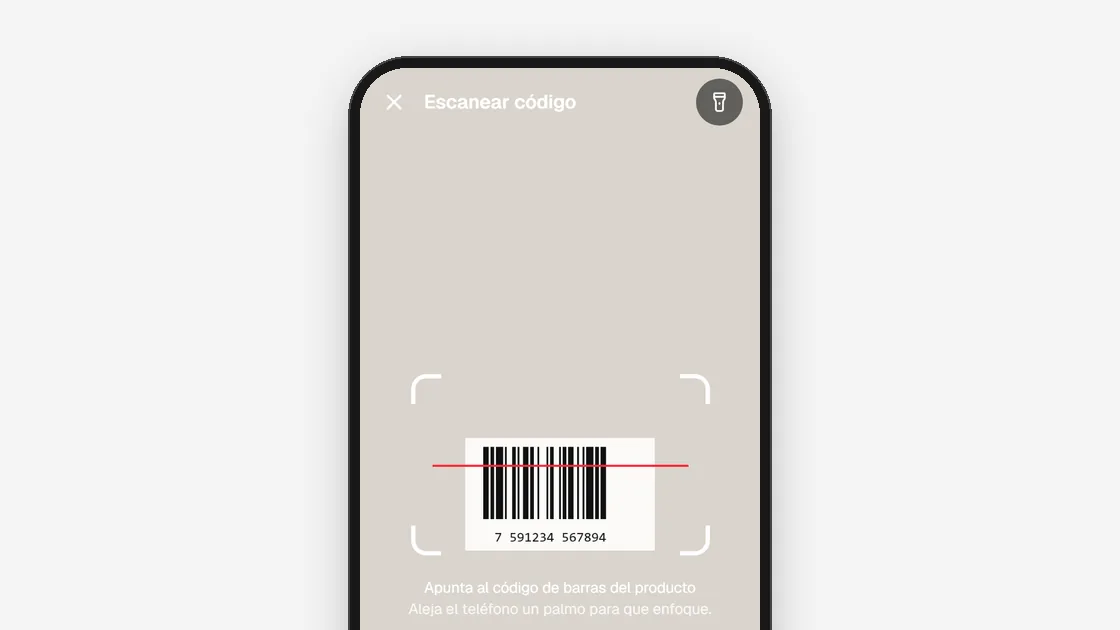 Escanear código
7 591234 567894
Apunta al código de barras del producto
Aleja el teléfono un palmo para que enfoque.